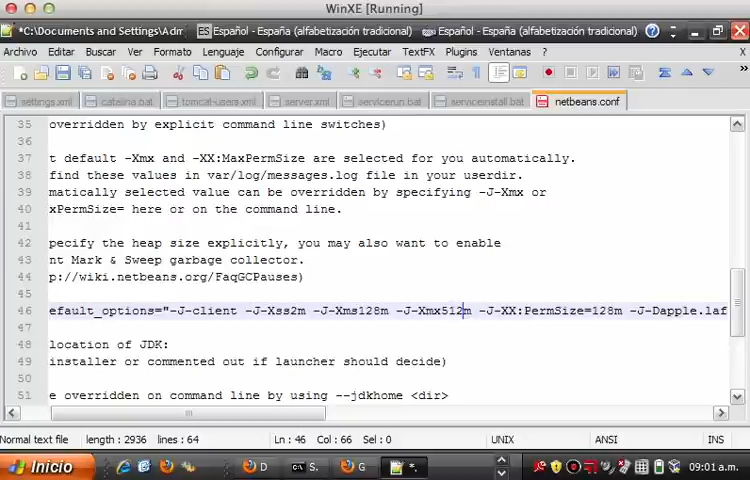 WinXE [Running]
*C:\Documents and Settings\Adm
ES Español - España (alfabetización tradicional)
Español - España (alfabetización tradicional)
Archivo Editar Buscar Ver Formato Lenguaje Configurar Macro Ejecutar TextFX Plugins Ventanas ?
settings.xml catalina.bat tomcat-users.xml server.xml servicerun.bat serviceinstall.bat netbeans.conf
35 overridden by explicit command line switches)
36
37 t default -Xmx and -XX:MaxPermSize are selected for you automatically.
38 find these values in var/log/messages.log file in your userdir.
39 matically selected value can be overridden by specifying -J-Xmx or
40 xPermSize= here or on the command line.
41
42 pecify the heap size explicitly, you may also want to enable
43 nt Mark & Sweep garbage collector.
44 p://wiki.netbeans.org/FaqGCPauses)
45
46 efault_options="-J-client -J-Xss2m -J-Xms128m -J-Xmx512m -J-XX:PermSize=128m -J-Dapple.laf
47
48 location of JDK:
49 installer or commented out if launcher should decide)
50
51 e overridden on command line by using --jdkhome <dir>
Normal text file length : 2936 lines : 64 Ln : 46 Col : 66 Sel : 0 UNIX ANSI INS
Inicio D S. G *. 09:01 a.m.